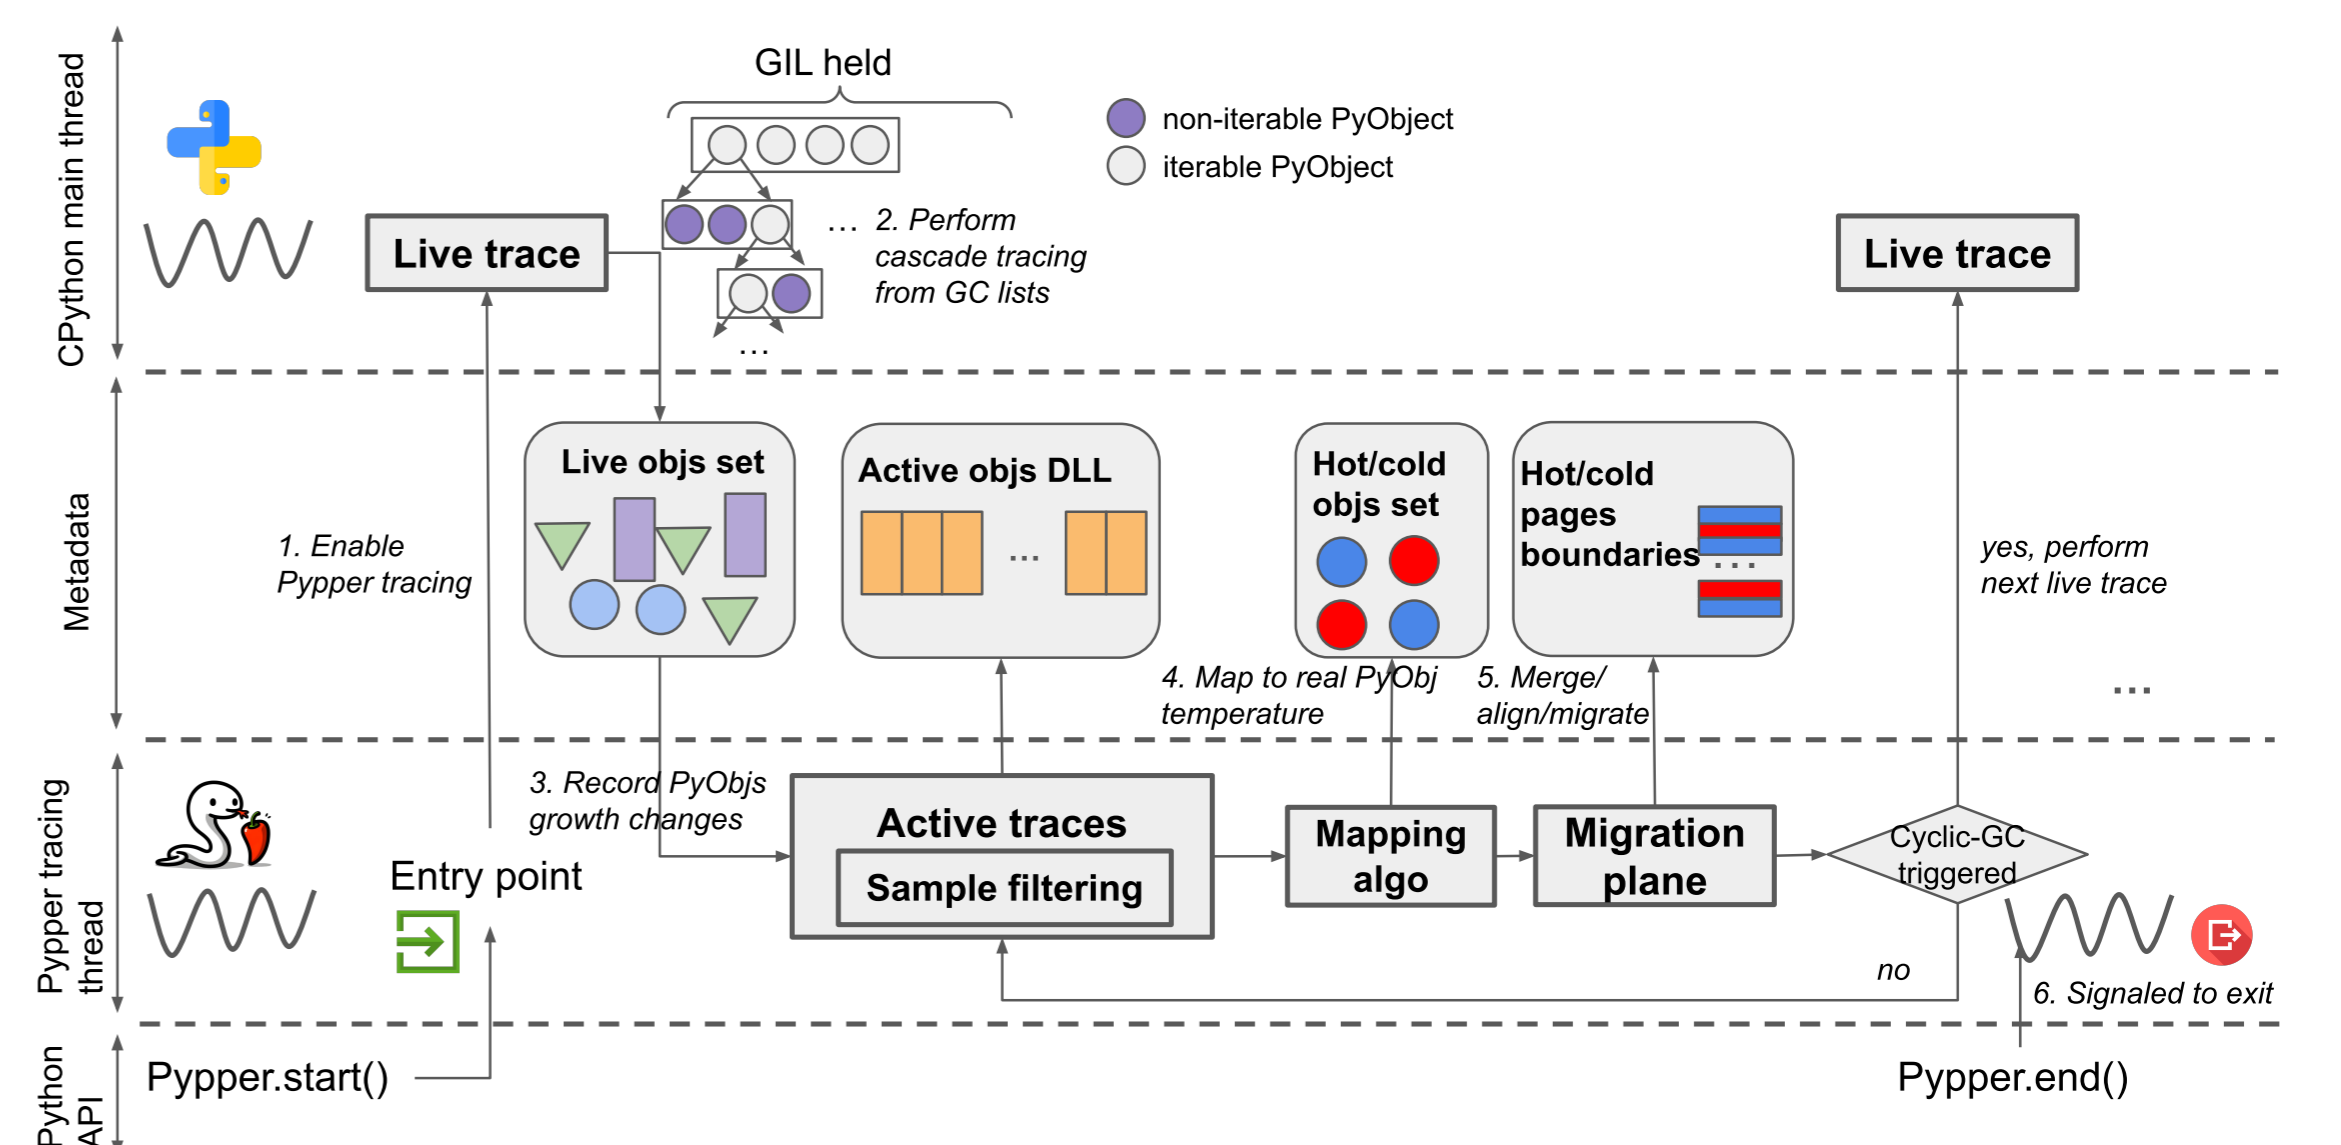 CPython main thread
GIL held
non-iterable PyObject
iterable PyObject
Live trace
...
2. Perform
cascade tracing
from GC lists
...
Live trace
Metadata
1. Enable
Pypper tracing
Live objs set
Active objs DLL
...
Hot/cold
objs set
Hot/cold
pages
boundaries
...
yes, perform
next live trace
4. Map to real PyObj
temperature
5. Merge/
align/migrate
...
Pypper tracing
thread
3. Record PyObjs
growth changes
Entry point
Active traces
Sample filtering
Mapping
algo
Migration
plane
Cyclic-GC
triggered
no
6. Signaled to exit
Python
API
Pypper.start()
Pypper.end()